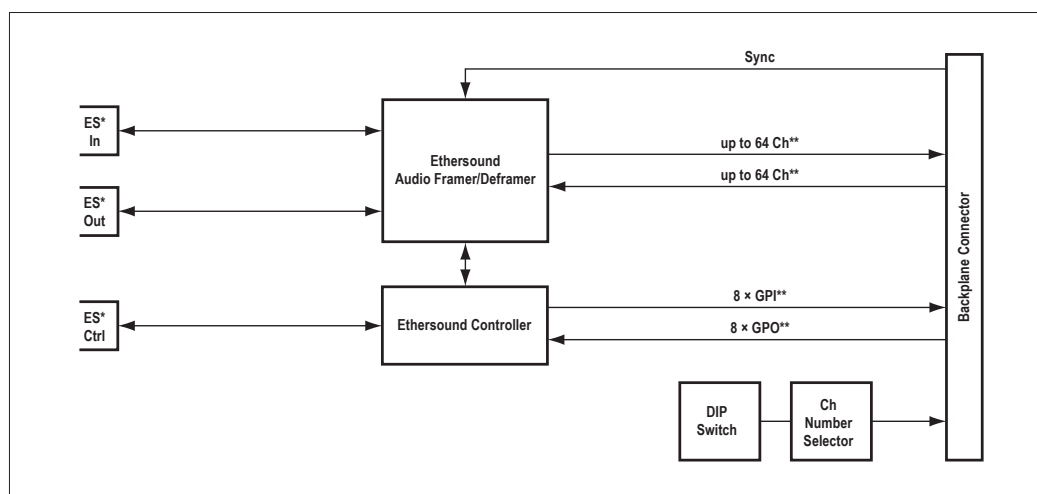 Sync
ES*
In
Ethersound
Audio Framer/Deframer
up to 64 Ch**
up to 64 Ch**
ES*
Out
Backplane Connector
ES*
Ctrl
Ethersound Controller
8 × GPI**
8 × GPO**
DIP
Switch
Ch
Number
Selector